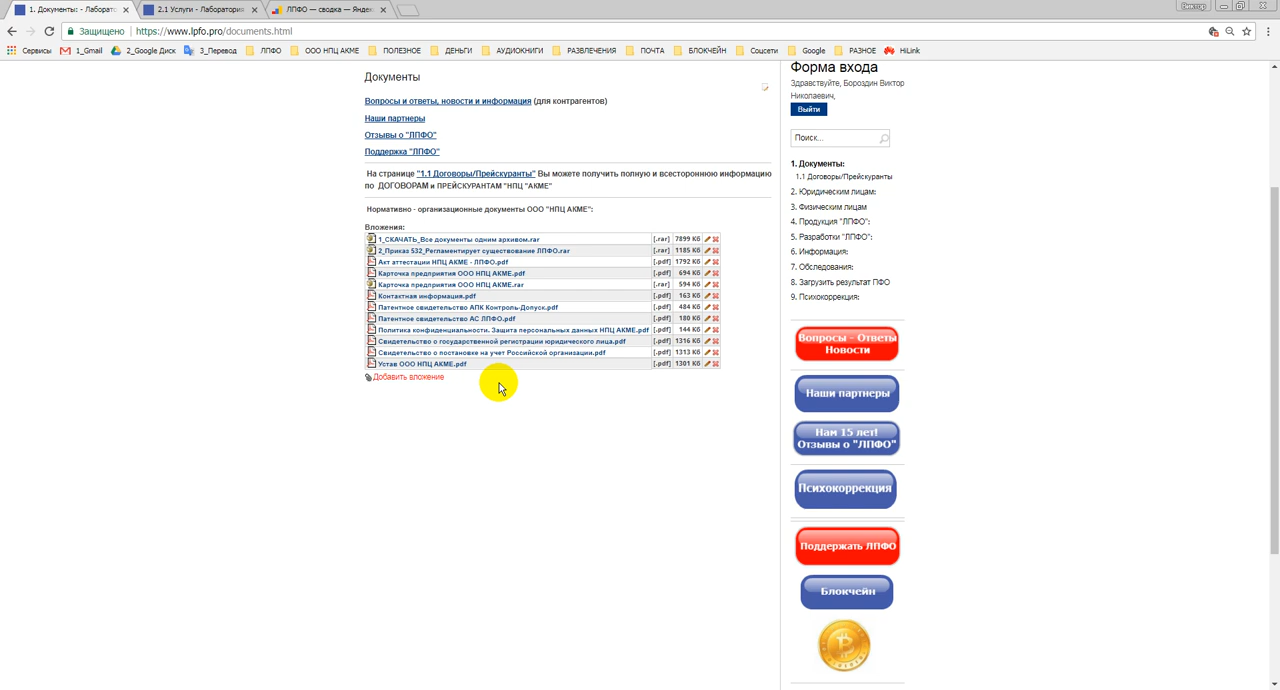 1. Документы: - Лаборато
2.1 Услуги - Лаборатория
ЛПФО — сводка — Яндек
Виктор
Защищено
https://www.lpfo.pro/documents.html
Сервисы
1_Gmail
2_Google Диск
3_Перевод
ЛПФО
ООО НПЦ АКМЕ
ПОЛЕЗНОЕ
ДЕНЬГИ
АУДИОКНИГИ
РАЗВЛЕЧЕНИЯ
ПОЧТА
БЛОКЧЕЙН
Соцсети
Google
РАЗНОЕ
HiLink
Документы
Вопросы и ответы, новости и информация (для контрагентов)
Наши партнеры
Отзывы о "ЛПФО"
Поддержка "ЛПФО"
На странице "1.1 Договоры/Прейскуранты" Вы можете получить полную и всестороннюю информацию
по ДОГОВОРАМ и ПРЕЙСКУРАНТАМ "НПЦ "АКМЕ"
Нормативно - организационные документы ООО "НПЦ АКМЕ":
Вложения:
1_СКАЧАТЬ_Все документы одним архивом.rar [.rar] 7899 Кб
2_Приказ 532_Регламентирует существование ЛПФО.rar [.rar] 1185 Кб
Акт аттестации НПЦ АКМЕ - ЛПФО.pdf [.pdf] 1792 Кб
Карточка предприятия ООО НПЦ АКМЕ.pdf [.pdf] 694 Кб
Карточка предприятия ООО НПЦ АКМЕ.rar [.rar] 594 Кб
Контактная информация.pdf [.pdf] 163 Кб
Патентное свидетельство АПК Контроль-Допуск.pdf [.pdf] 484 Кб
Патентное свидетельство АС ЛПФО.pdf [.pdf] 180 Кб
Политика конфиденциальности. Защита персональных данных НПЦ АКМЕ.pdf [.pdf] 144 Кб
Свидетельство о государственной регистрации юридического лица.pdf [.pdf] 1316 Кб
Свидетельство о постановке на учет Российской организации.pdf [.pdf] 1313 Кб
Устав ООО НПЦ АКМЕ.pdf [.pdf] 1301 Кб
Добавить вложение
Форма входа
Здравствуйте, Бороздин Виктор
Николаевич,
Выйти
Поиск...
1. Документы:
1.1 Договоры/Прейскуранты
2. Юридическим лицам:
3. Физическим лицам
4. Продукция "ЛПФО":
5. Разработки "ЛПФО":
6. Информация:
7. Обследования:
8. Загрузить результат ПФО
9. Психокоррекция:
Вопросы - Ответы
Новости
Наши партнеры
Нам 15 лет!
Отзывы о "ЛПФО"
Психокоррекция
Поддержать ЛПФО
Блокчейн